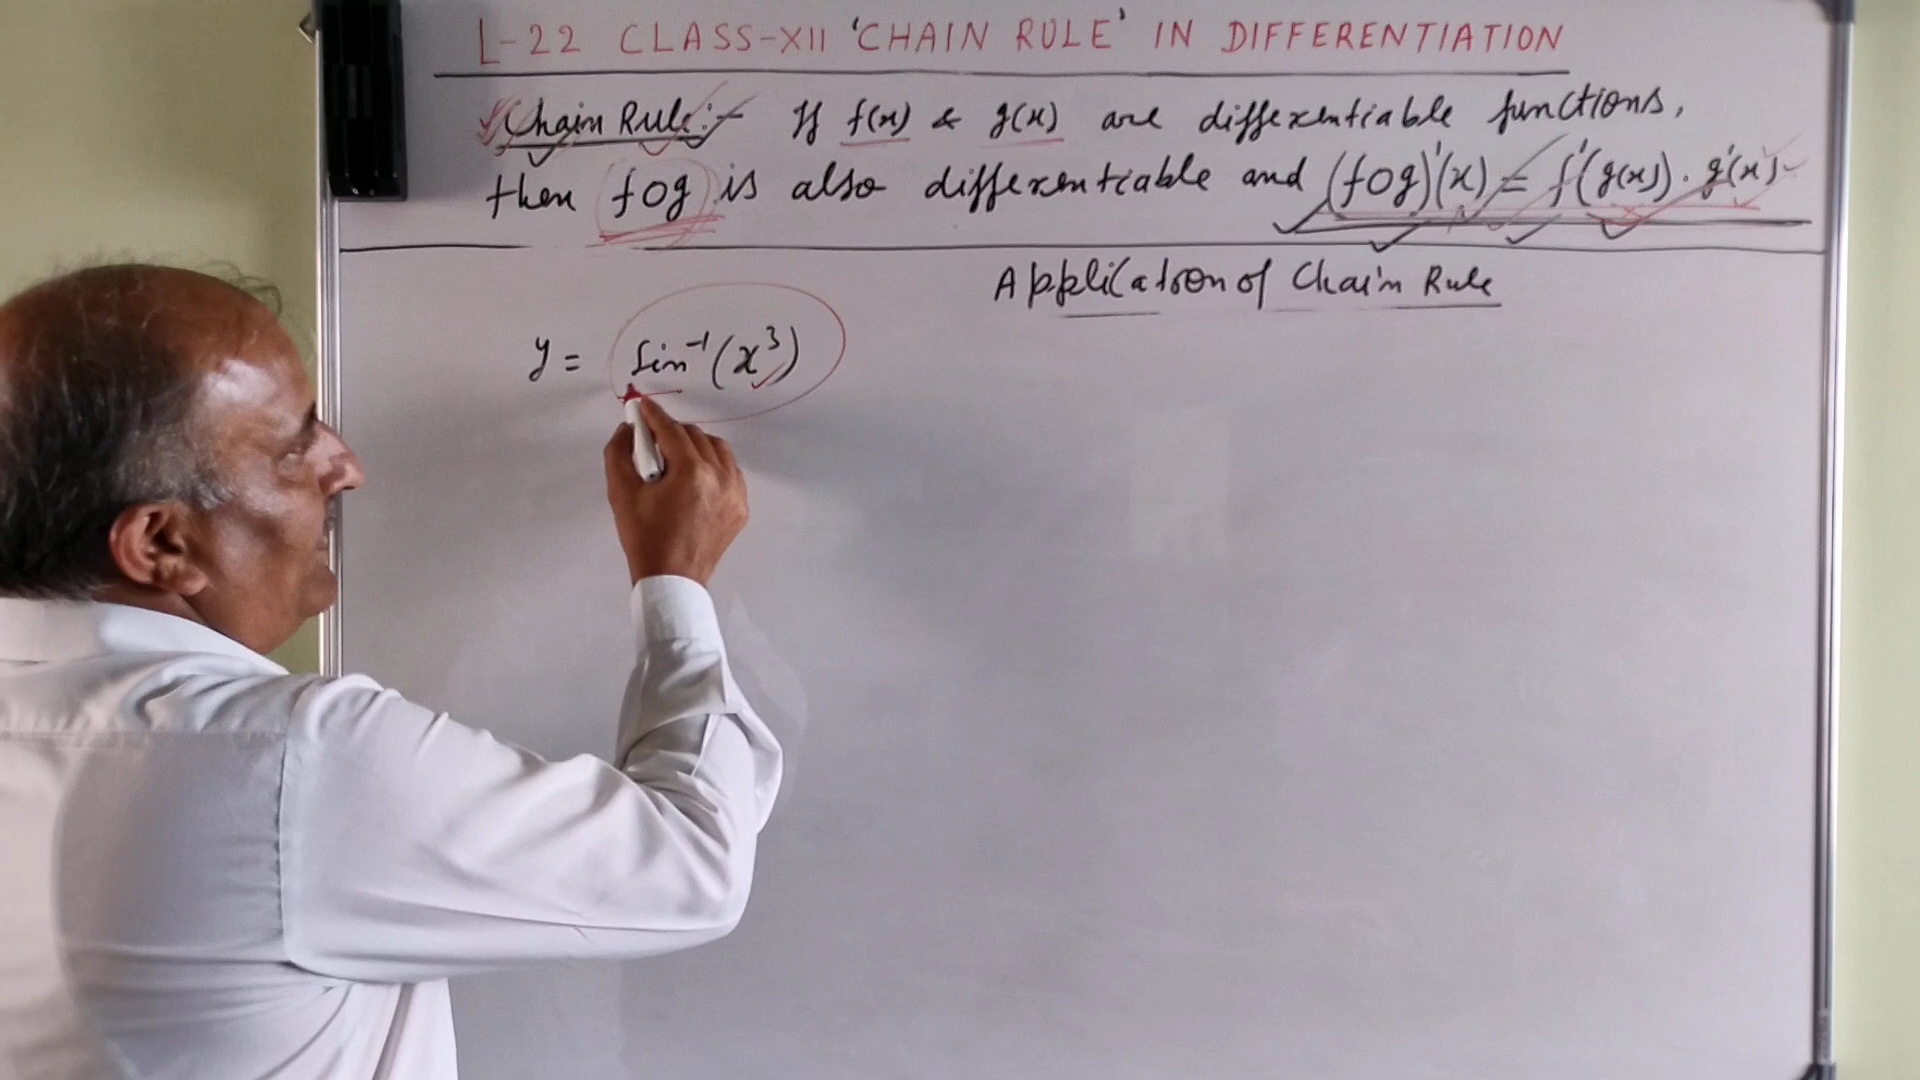 L-22 CLASS-XII 'CHAIN RULE' IN DIFFERENTIATION
Chain Rule:- If f(x) & g(x) are differentiable functions,
then fog is also differentiable and (fog)'(x) = f'(g(x)). g'(x).
Application of Chain Rule
y = Sin⁻¹(x³)